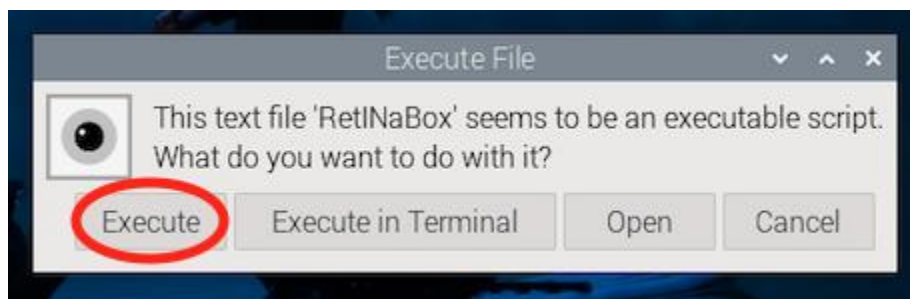 Execute File
This text file 'RetINaBox' seems to be an executable script.
What do you want to do with it?
Execute Execute in Terminal Open Cancel